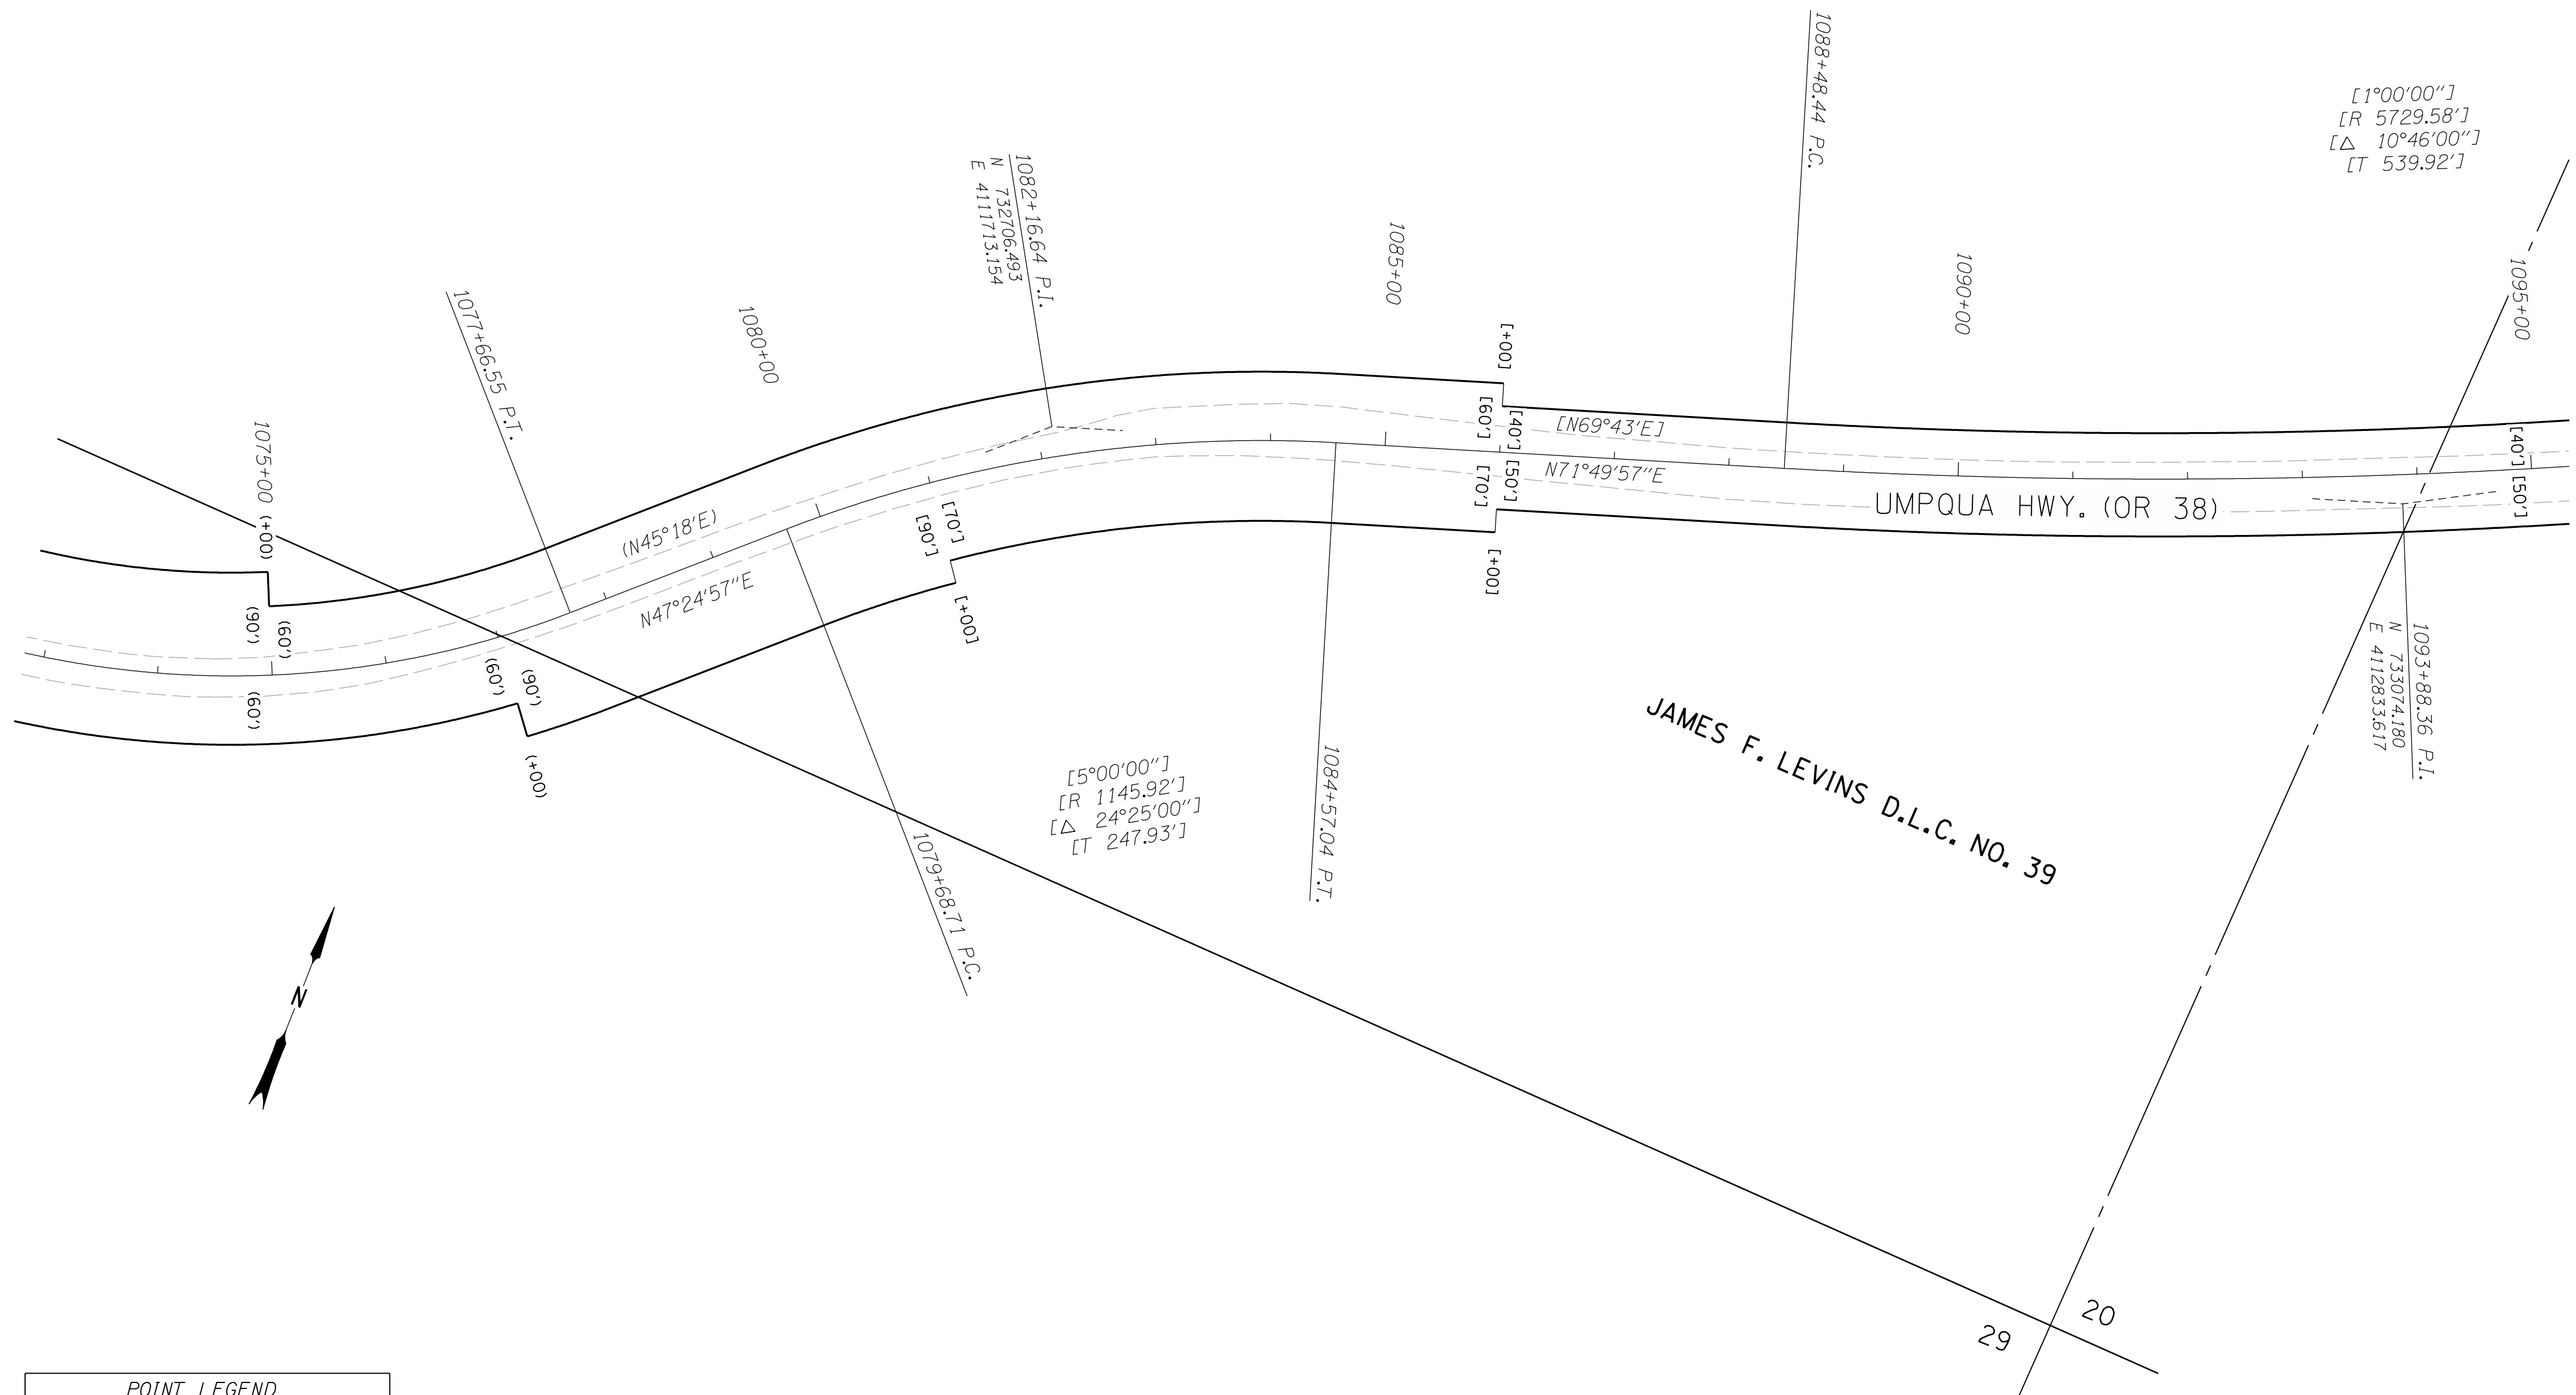 1088+48.44 P.C.
[1°00'00"]
[R 5729.58']
[△ 10°46'00"]
[T 539.92']
1082+16.64 P.I.
N 732706.493
E 4111713.154
1085+00
1090+00
1095+00
1077+66.55 P.T.
1080+00
[+00]
1075+00 (+00)
[60']
[40']
[N69°43'E]
[40']
[70']
[50']
N71°49'57"E
[50']
UMPQUA HWY. (OR 38)
(N45°18'E)
N47°24'57"E
[90']
[70']
[+00]
[+00]
(90')
(60')
(60')
(60')
(90')
(+00)
1093+88.36 P.I.
N 733074.180
E 4112833.617
JAMES F. LEVINS D.L.C. NO. 39
[5°00'00"]
[R 1145.92']
[△ 24°25'00"]
[T 247.93']
1084+57.04 P.T.
1079+68.71 P.C.
N
20
29
POINT LEGEND